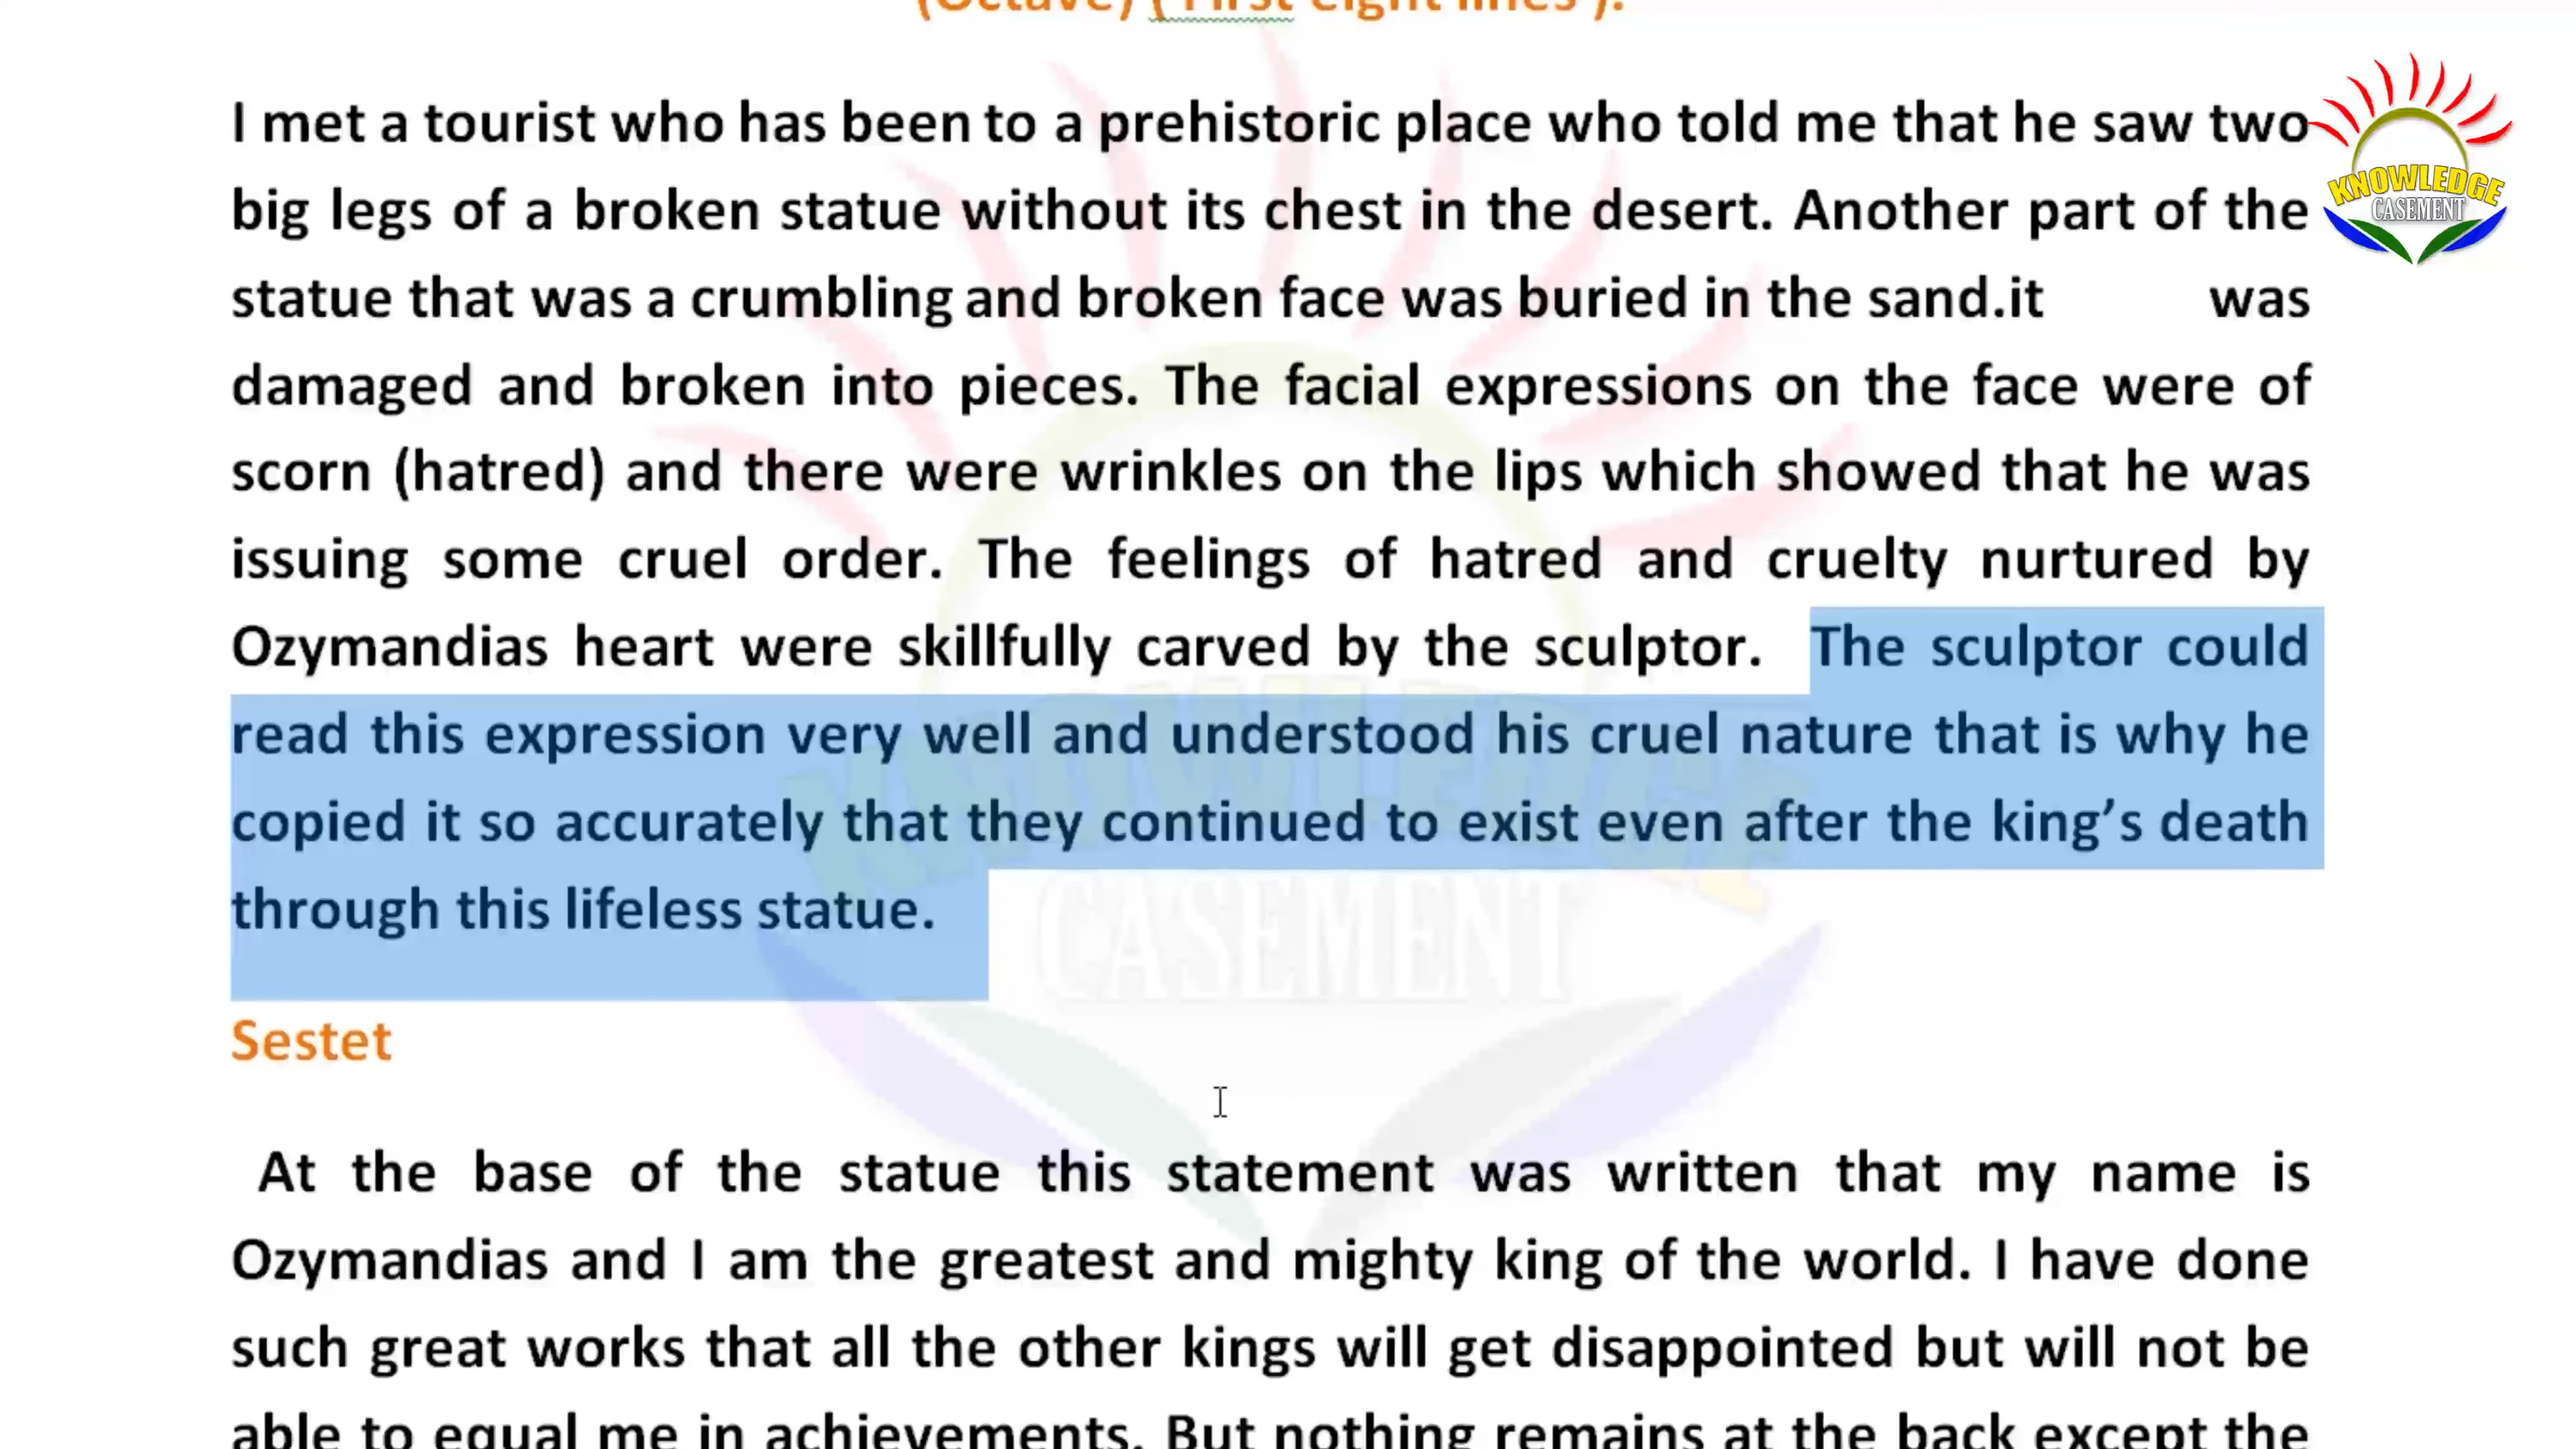 (Octave) ( First eight lines ).
I met a tourist who has been to a prehistoric place who told me that he saw two
big legs of a broken statue without its chest in the desert. Another part of the
statue that was a crumbling and broken face was buried in the sand.it was
damaged and broken into pieces. The facial expressions on the face were of
scorn (hatred) and there were wrinkles on the lips which showed that he was
issuing some cruel order. The feelings of hatred and cruelty nurtured by
Ozymandias heart were skillfully carved by the sculptor. The sculptor could
read this expression very well and understood his cruel nature that is why he
copied it so accurately that they continued to exist even after the king’s death
through this lifeless statue.
Sestet
At the base of the statue this statement was written that my name is
Ozymandias and I am the greatest and mighty king of the world. I have done
such great works that all the other kings will get disappointed but will not be
able to equal me in achievements. But nothing remains at the back except the
KNOWLEDGE
CASEMENT
KNOWLEDGE
CASEMENT